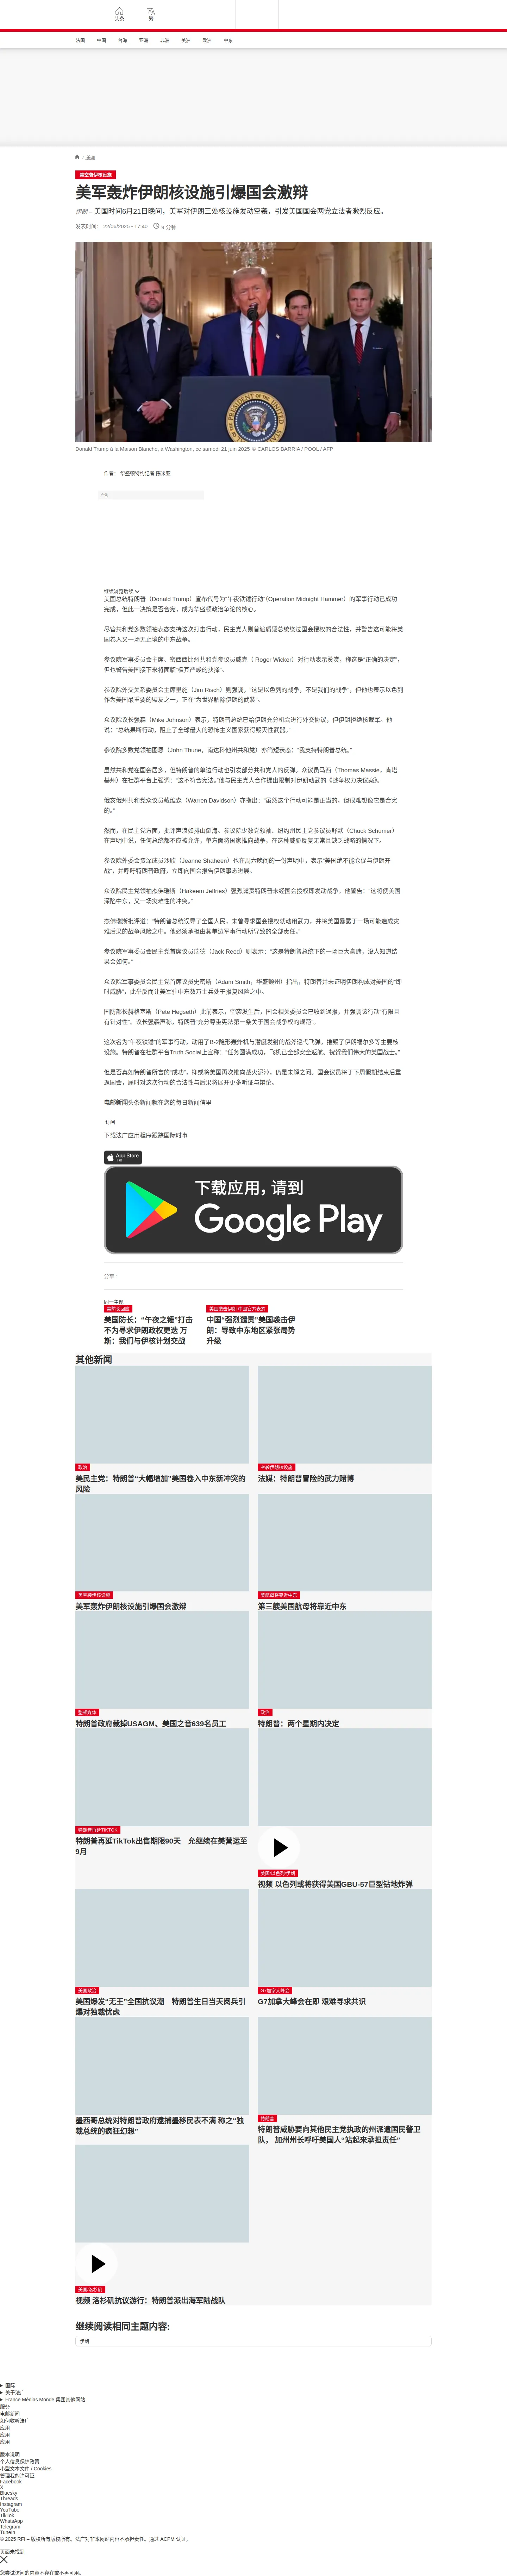 头条
繁
法国
中国
台海
亚洲
非洲
美洲
欧洲
中东
/ 美洲
美空袭伊核设施
美军轰炸伊朗核设施引爆国会激辩
伊朗 – 美国时间6月21日晚间，美军对伊朗三处核设施发动空袭，引发美国国会两党立法者激烈反应。
发表时间： 22/06/2025 - 17:40
9 分钟
Donald Trump à la Maison Blanche, à Washington, ce samedi 21 juin 2025. © CARLOS BARRIA / POOL / AFP
作者： 华盛顿特约记者 陈米亚
广告
继续浏览后续
美国总统特朗普（Donald Trump）宣布代号为“午夜铁锤行动”（Operation Midnight Hammer）的军事行动已成功
完成，但此一决策是否合宪，成为华盛顿政治争论的核心。
尽管共和党多数领袖表态支持这次打击行动，民主党人则普遍质疑总统绕过国会授权的合法性，并警告这可能将美
国卷入又一场无止境的中东战争。
参议院军事委员会主席、密西西比州共和党参议员威克（ Roger Wicker）对行动表示赞赏，称这是“正确的决定”，
但也警告美国接下来将面临“极其严峻的抉择”。
参议院外交关系委员会主席里施（Jim Risch）则强调，“这是以色列的战争，不是我们的战争”，但他也表示以色列
作为美国最重要的盟友之一，正在“为世界解除伊朗的武装”。
众议院议长强森（Mike Johnson）表示，特朗普总统已给伊朗充分机会进行外交协议，但伊朗拒绝核裁军。他
说：“总统果断行动，阻止了全球最大的恐怖主义国家获得毁灭性武器。”
参议院多数党领袖图恩（John Thune，南达科他州共和党）亦简短表态：“我支持特朗普总统。”
虽然共和党在国会居多，但特朗普的单边行动也引发部分共和党人的反弹。众议员马西（Thomas Massie，肯塔
基州）在社群平台上强调：“这不符合宪法。”他与民主党人合作提出限制对伊朗动武的《战争权力决议案》。
俄亥俄州共和党众议员戴维森（Warren Davidson）亦指出：“虽然这个行动可能是正当的，但很难想像它是合宪
的。”
然而，在民主党方面，批评声浪如排山倒海。参议院少数党领袖、纽约州民主党参议员舒默（Chuck Schumer）
在声明中说，任何总统都不应被允许，单方面将国家推向战争，在这种威胁反复无常且缺乏战略的情况下。
参议院外委会资深成员沙欣（Jeanne Shaheen）也在周六晚间的一份声明中，表示“美国绝不能仓促与伊朗开
战”，并呼吁特朗普政府，立即向国会报告伊朗事态进展。
众议院民主党领袖杰佛瑞斯（Hakeem Jeffries）强烈谴责特朗普未经国会授权即发动战争，他警告：“这将使美国
深陷中东，又一场灾难性的冲突。”
杰佛瑞斯批评道：“特朗普总统误导了全国人民，未曾寻求国会授权就动用武力，并将美国暴露于一场可能造成灾
难后果的战争风险之中。他必须承担由其单边军事行动所导致的全部责任。”
参议院军事委员会民主党首席议员瑞德（Jack Reed）则表示：“这是特朗普总统下的一场巨大豪赌，没人知道结
果会如何。”
众议院军事委员会民主党首席议员史密斯（Adam Smith，华盛顿州）指出，特朗普并未证明伊朗构成对美国的“即
时威胁”，此举反而让美军驻中东数万士兵处于报复风险之中。
国防部长赫格塞斯（Pete Hegseth）此前表示，空袭发生后，国会相关委员会已收到通报，并强调该行动“有限且
有针对性”。议长强森声称，特朗普“充分尊重宪法第一条关于国会战争权的规范”。
这次名为“午夜铁锤”的军事行动，动用了B-2隐形轰炸机与潜艇发射的战斧巡弋飞弹，摧毁了伊朗福尔多等主要核
设施。特朗普在社群平台Truth Social上宣称：“任务圆满成功。飞机已全部安全返航。祝贺我们伟大的美国战士。”
但是否真如特朗普所言的“成功”，抑或将美国再次推向战火泥淖，仍是未解之问。国会议员将于下周假期结束后重
返国会，届时对这次行动的合法性与后果将展开更多听证与辩论。
电邮新闻头条新闻就在您的每日新闻信里
订阅
下载法广应用程序跟踪国际时事
App Store
下载
下载应用，请到
Google Play
分享 :
同一主题
美防长回应
美国防长：“午夜之锤”打击
不为寻求伊朗政权更迭 万
斯：我们与伊核计划交战
美国袭击伊朗 中国官方表态
中国“强烈谴责”美国袭击伊
朗：导致中东地区紧张局势
升级
其他新闻
政治
美民主党：特朗普“大幅增加”美国卷入中东新冲突的
风险
空袭伊朗核设施
法媒：特朗普冒险的武力赌博
美空袭伊核设施
美军轰炸伊朗核设施引爆国会激辩
美航母将靠近中东
第三艘美国航母将靠近中东
整顿媒体
特朗普政府裁掉USAGM、美国之音639名员工
政治
特朗普：两个星期内决定
特朗普再延TIKTOK
特朗普再延TikTok出售期限90天　允继续在美营运至
9月
美国/以色列/伊朗
视频 以色列或将获得美国GBU-57巨型钻地炸弹
美国政治
美国爆发“无王”全国抗议潮　特朗普生日当天阅兵引
爆对独裁忧虑
G7加拿大峰会
G7加拿大峰会在即 艰难寻求共识
墨西哥总统对特朗普政府逮捕墨移民表不满 称之“独
裁总统的疯狂幻想”
特朗普
特朗普威胁要向其他民主党执政的州派遣国民警卫
队， 加州州长呼吁美国人“站起来承担责任”
美国/洛杉矶
视频 洛杉矶抗议游行：特朗普派出海军陆战队
继续阅读相同主题内容:
伊朗
国际
关于法广
France Médias Monde 集团其他网站
服务
电邮新闻
如何收听法广
应用
应用
应用
版本说明
个人信息保护政策
小型文本文件 / Cookies
管理我的许可证
Facebook
X
Bluesky
Threads
Instagram
YouTube
TikTok
WhatsApp
Telegram
TuneIn
© 2025 RFI – 版权所有版权所有。法广对非本网站内容不承担责任。通过 ACPM 认证。
页面未找到
您尝试访问的内容不存在或不再可用。